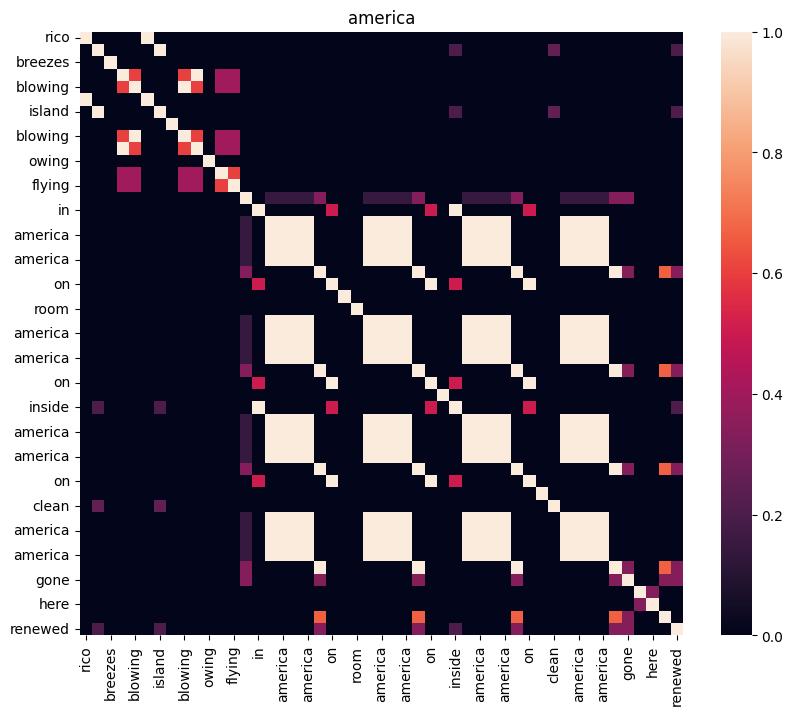 america
rico
breezes
blowing
island
blowing
owing
flying
in
america
america
on
room
america
america
on
inside
america
america
on
clean
america
america
gone
here
renewed
rico
breezes
blowing
island
blowing
owing
flying
in
america
america
on
room
america
america
on
inside
america
america
on
clean
america
america
gone
here
renewed
1.0
0.8
0.6
0.4
0.2
0.0